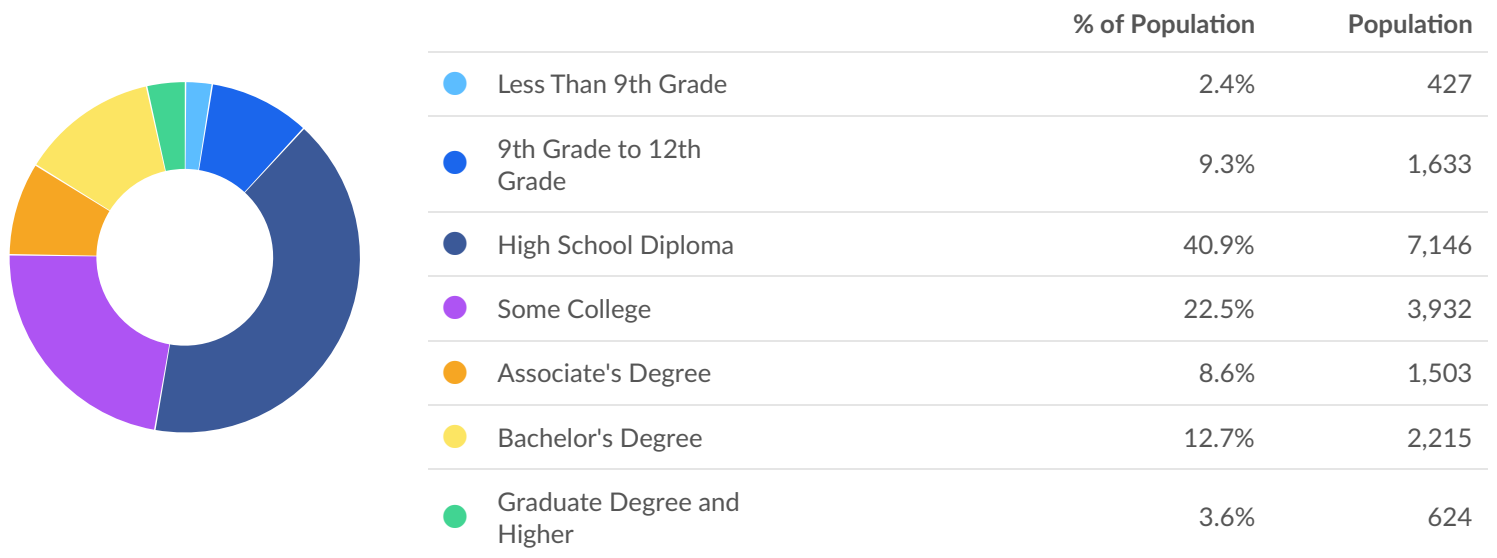 % of Population Population
Less Than 9th Grade 2.4% 427
9th Grade to 12th
Grade 9.3% 1,633
High School Diploma 40.9% 7,146
Some College 22.5% 3,932
Associate's Degree 8.6% 1,503
Bachelor's Degree 12.7% 2,215
Graduate Degree and
Higher 3.6% 624